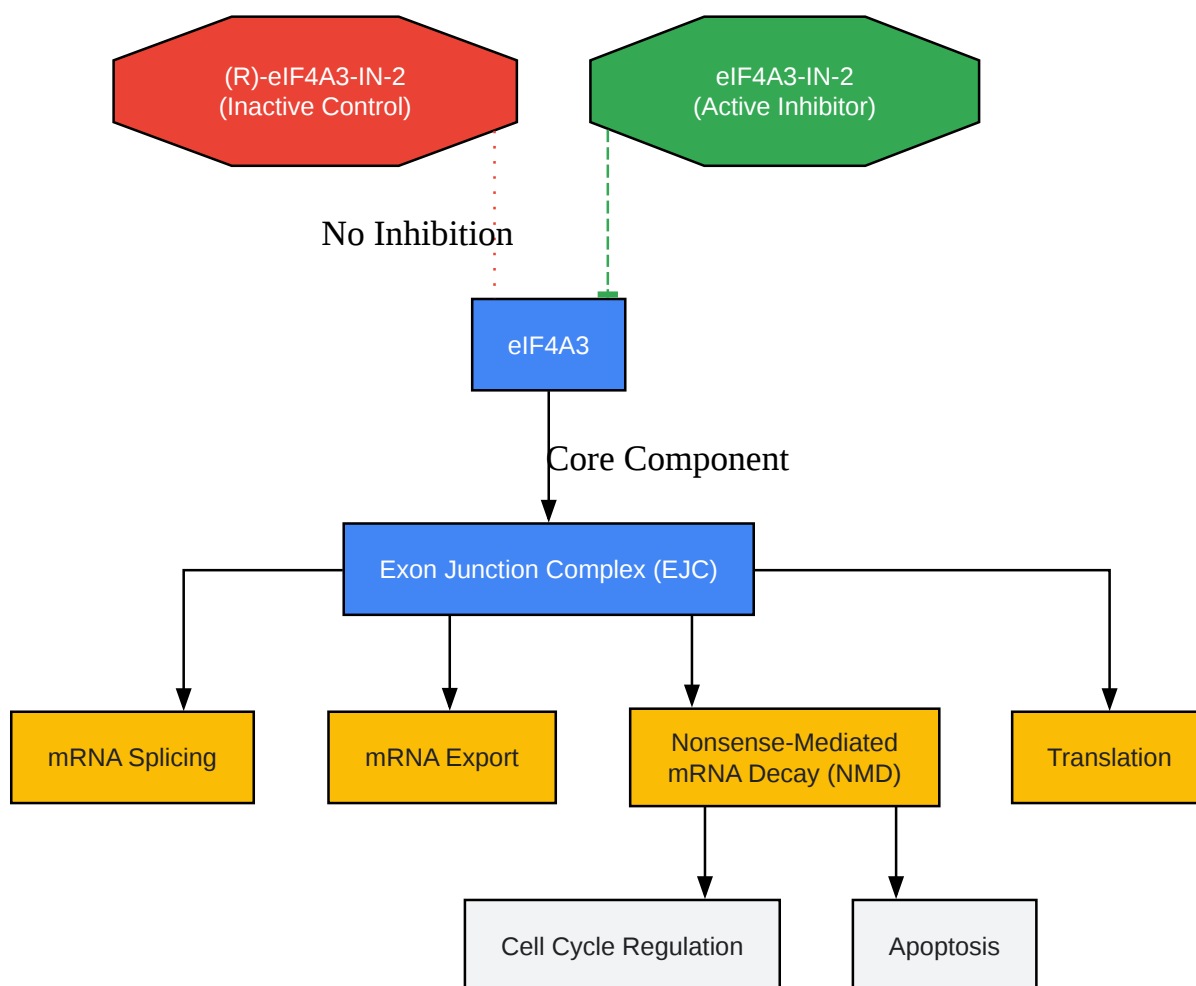 (R)-eIF4A3-IN-2
(Inactive Control)
eIF4A3-IN-2
(Active Inhibitor)
No Inhibition
eIF4A3
Core Component
Exon Junction Complex (EJC)
mRNA Splicing
mRNA Export
Nonsense-Mediated
mRNA Decay (NMD)
Translation
Cell Cycle Regulation
Apoptosis